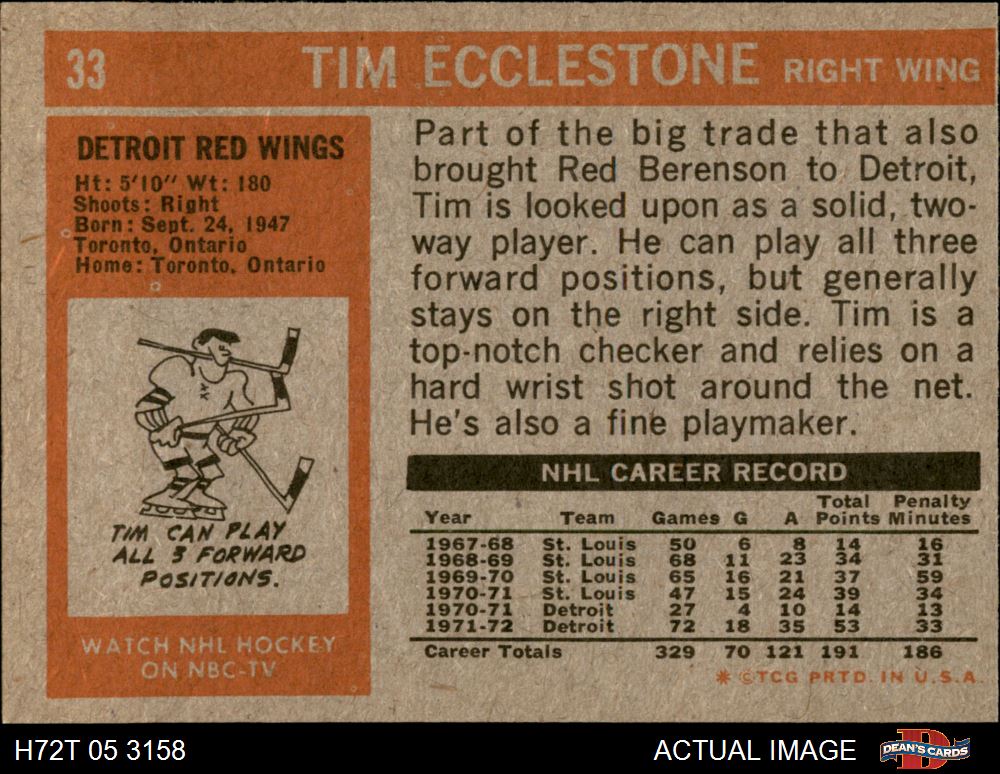 33 TIM ECCLESTONE RIGHT WING
DETROIT RED WINGS
Ht: 5'10" Wt: 180
Shoots: Right
Born: Sept. 24, 1947
Toronto, Ontario
Home: Toronto, Ontario
TIM CAN PLAY
ALL 3 FORWARD
POSITIONS.
WATCH NHL HOCKEY
ON NBC-TV
Part of the big trade that also
brought Red Berenson to Detroit,
Tim is looked upon as a solid, two-
way player. He can play all three
forward positions, but generally
stays on the right side. Tim is a
top-notch checker and relies on a
hard wrist shot around the net.
He's also a fine playmaker.
NHL CAREER RECORD
Total Penalty
Year Team Games G A Points Minutes
1967-68 St. Louis 50 6 8 14 16
1968-69 St. Louis 68 11 23 34 31
1969-70 St. Louis 65 16 21 37 59
1970-71 St. Louis 47 15 24 39 34
1970-71 Detroit 27 4 10 14 13
1971-72 Detroit 72 18 35 53 33
Career Totals 329 70 121 191 186
* ©TCG PRTD. IN U.S.A.
H72T 05 3158 ACTUAL IMAGE DEAN'S CARDS